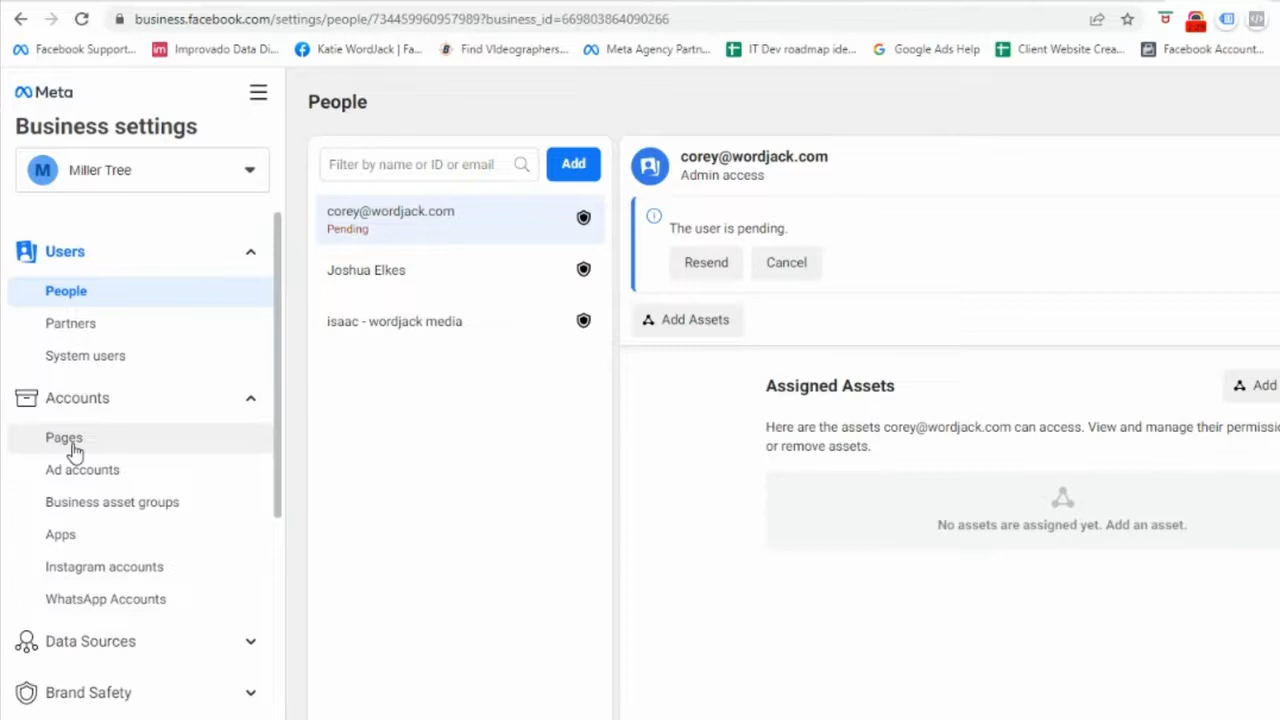 business.facebook.com/settings/people/734459960957989?business_id=669803864090266
Facebook Support...
Improvado Data Di...
Katie WordJack | Fa...
Find VIdeographers...
Meta Agency Partn...
IT Dev roadmap ide...
Google Ads Help
Client Website Crea...
Facebook Account...
Meta
Business settings
M
Miller Tree
Users
People
Partners
System users
Accounts
Pages
Ad accounts
Business asset groups
Apps
Instagram accounts
WhatsApp Accounts
Data Sources
Brand Safety
People
Filter by name or ID or email
Add
corey@wordjack.com
Pending
Joshua Elkes
isaac - wordjack media
corey@wordjack.com
Admin access
The user is pending.
Resend
Cancel
Add Assets
Assigned Assets
Add
Here are the assets corey@wordjack.com can access. View and manage their permissio
or remove assets.
No assets are assigned yet. Add an asset.